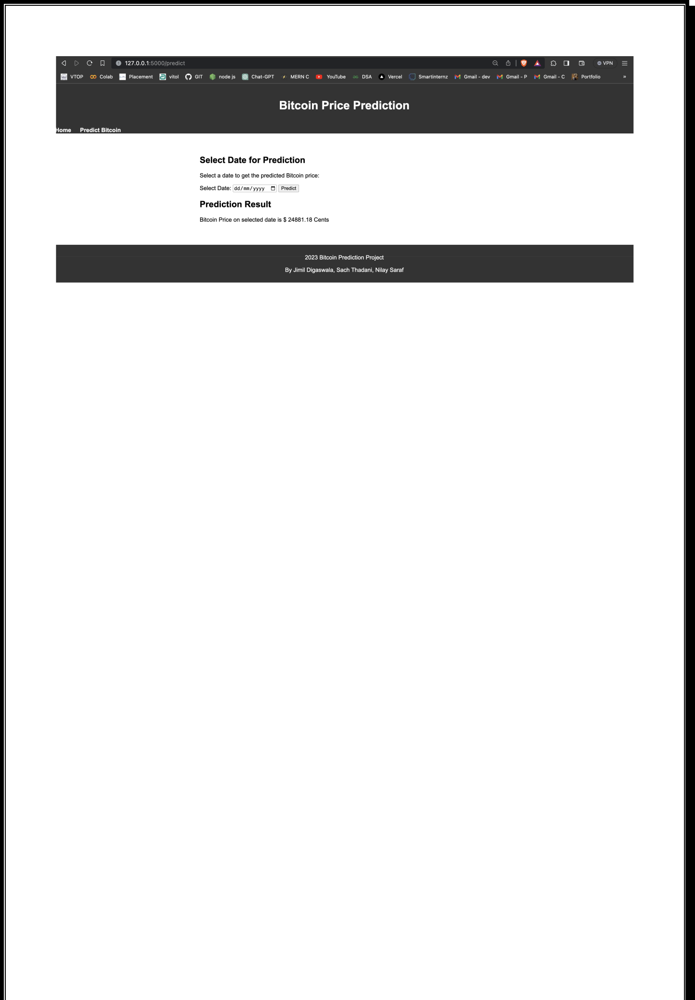 127.0.0.1:5000/predict
VPN
VTOP Colab Placement vitol GIT node js Chat-GPT MERN C YouTube DSA Vercel Smartinternz Gmail - dev Gmail - P Gmail - C Portfolio »
Bitcoin Price Prediction
Home Predict Bitcoin
Select Date for Prediction
Select a date to get the predicted Bitcoin price:
Select Date: dd/mm/yyyy Predict
Prediction Result
Bitcoin Price on selected date is $ 24881.18 Cents
2023 Bitcoin Prediction Project
By Jimil Digaswala, Sach Thadani, Nilay Saraf